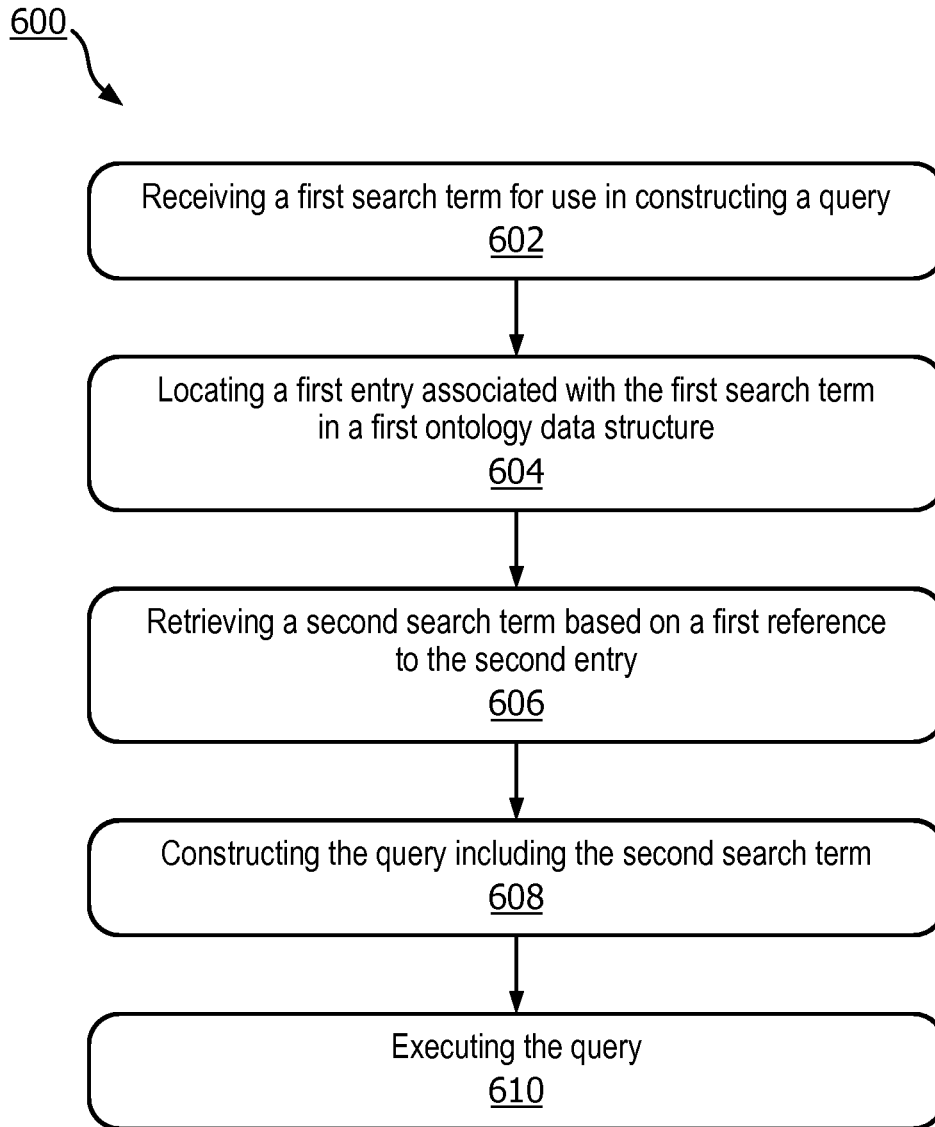 600
Receiving a first search term for use in constructing a query
602
Locating a first entry associated with the first search term
in a first ontology data structure
604
Retrieving a second search term based on a first reference
to the second entry
606
Constructing the query including the second search term
608
Executing the query
610